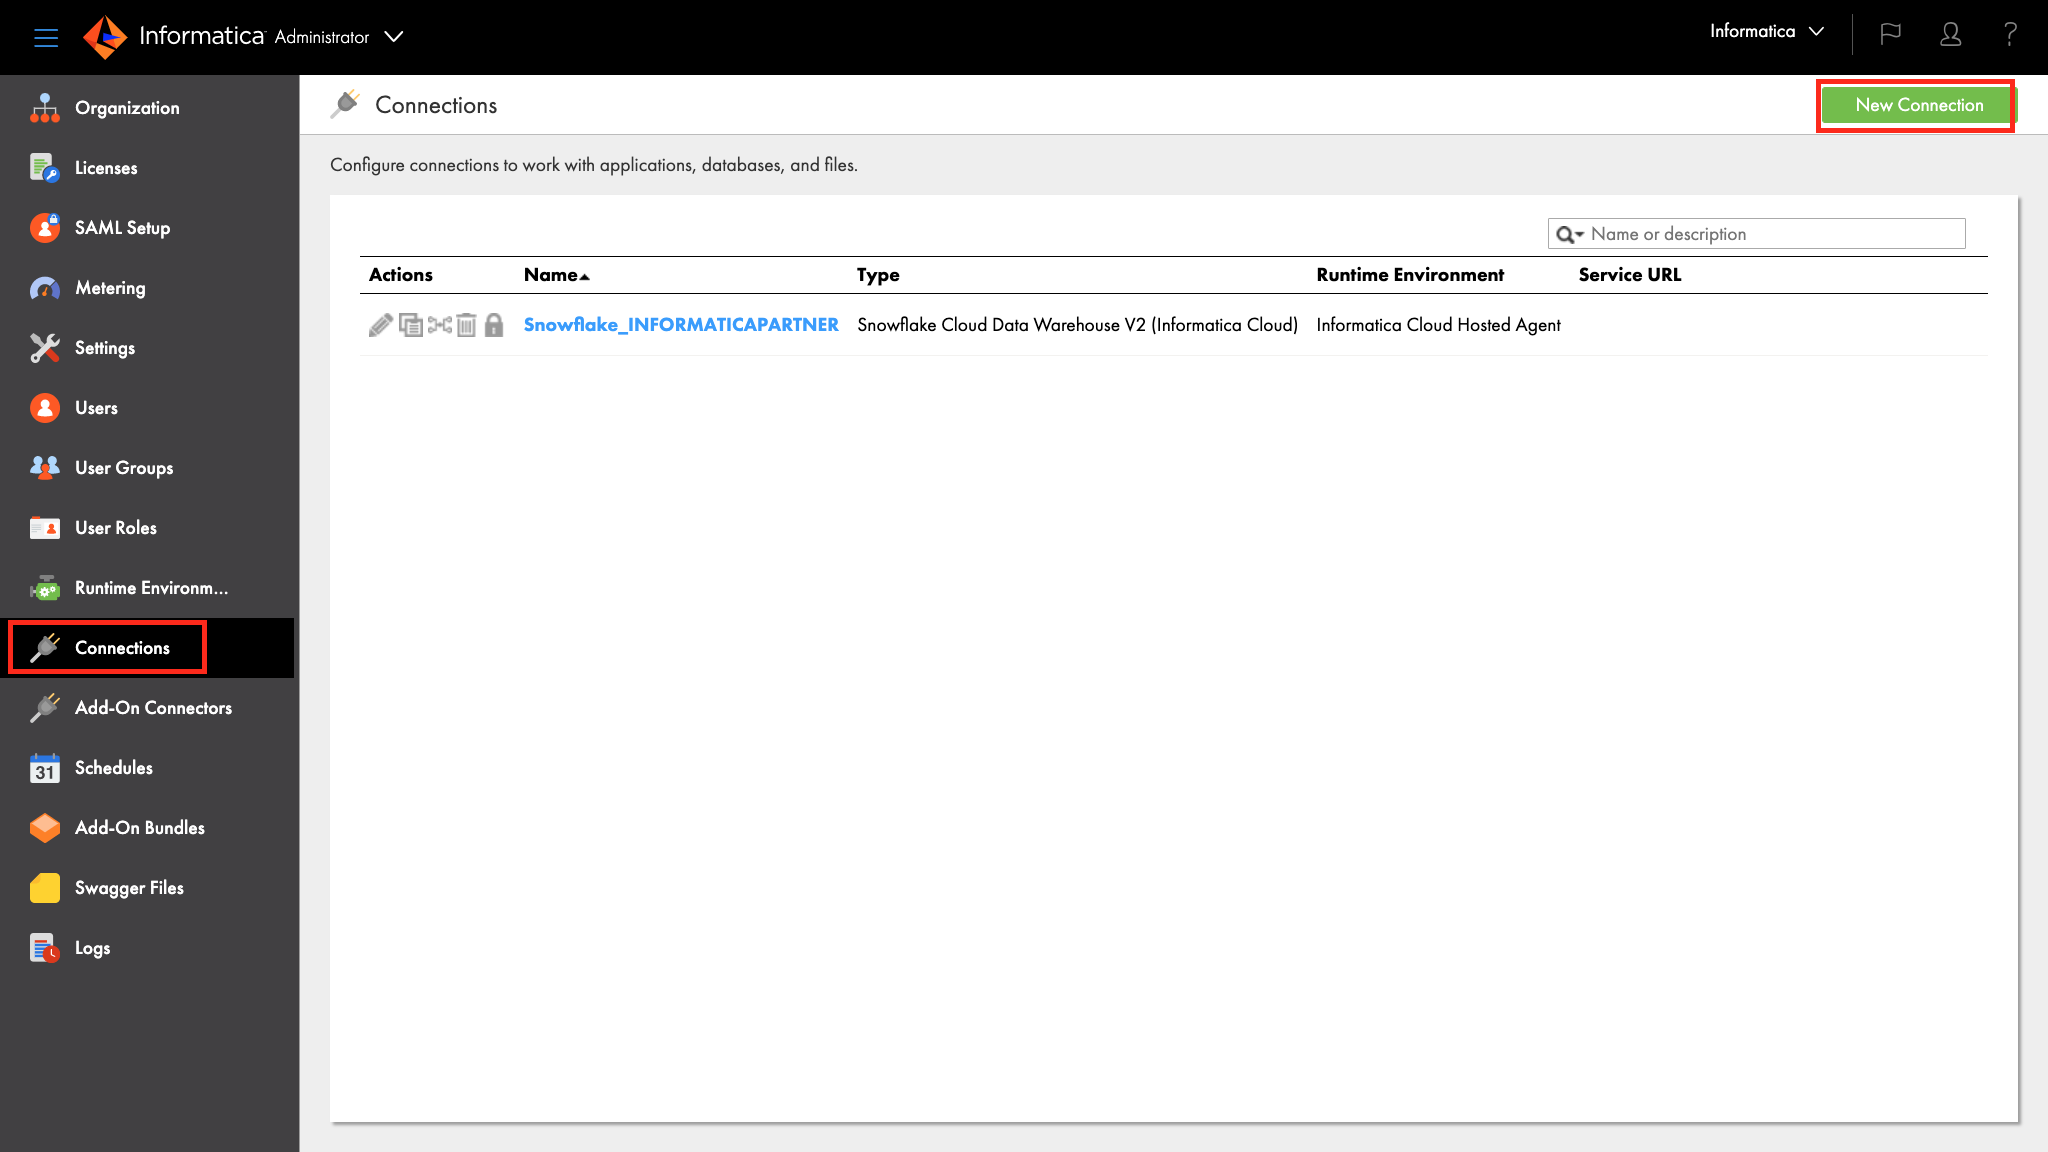 Informatica Administrator
Informatica
?
Organization
Licenses
SAML Setup
Metering
Settings
Users
User Groups
User Roles
Runtime Environm...
Connections
Add-On Connectors
31 Schedules
Add-On Bundles
Swagger Files
Logs
Connections
New Connection
Configure connections to work with applications, databases, and files.
Name or description
Actions Name Type Runtime Environment Service URL
Snowflake_INFORMATICAPARTNER Snowflake Cloud Data Warehouse V2 (Informatica Cloud) Informatica Cloud Hosted Agent